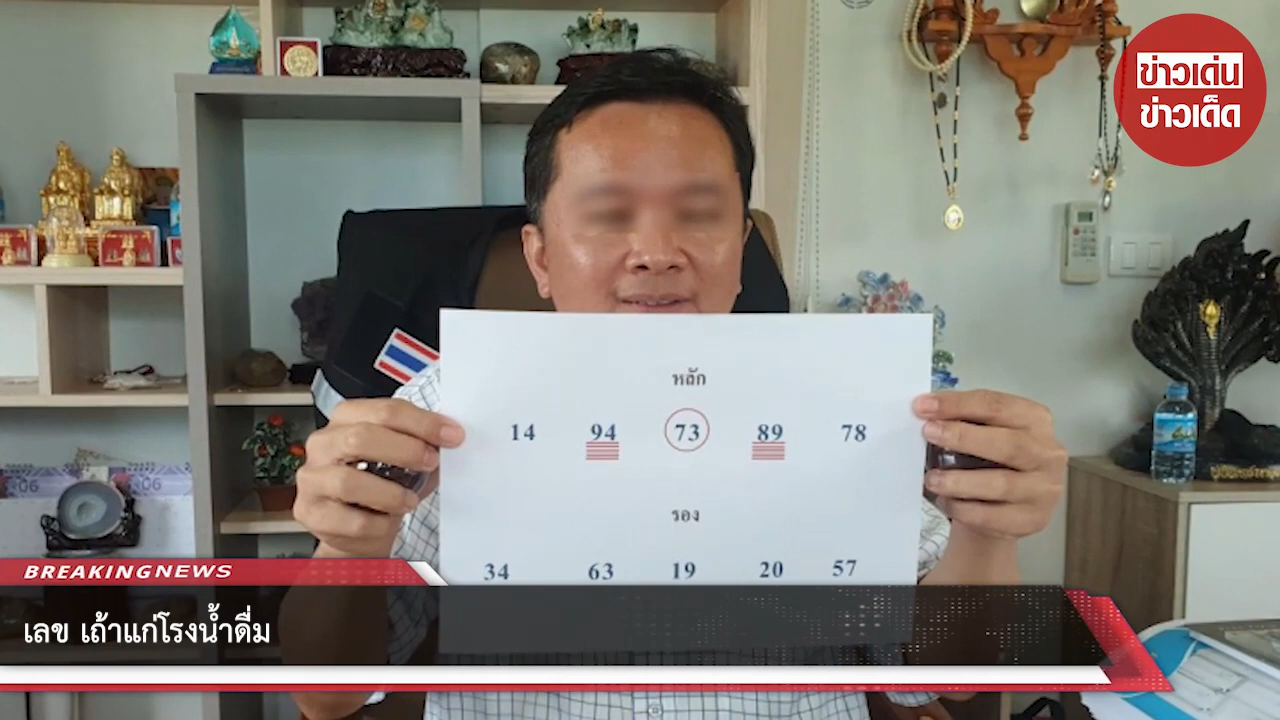 ข่าวเด่น
ข่าวเด็ด
หลัก
14 94 73 89 78
รอง
34 63 19 20 57
06 06
BREAKINGNEWS
เลข เถ้าแก่โรงน้ำดื่ม